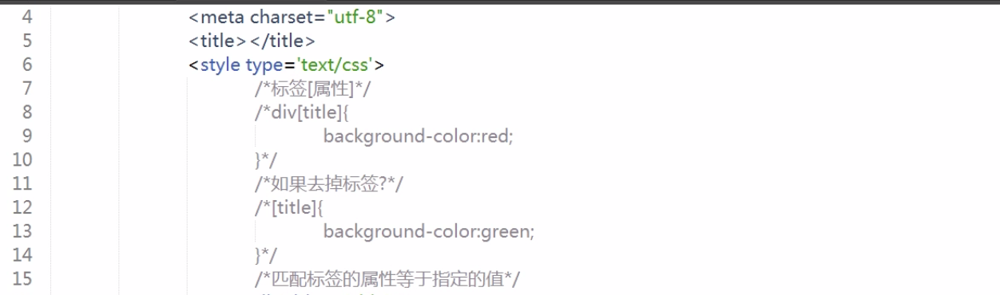 4 <meta charset="utf-8">
5 <title></title>
6 <style type='text/css'>
7 /*标签[属性]*/
8 /*div[title]{
9 background-color:red;
10 }*/
11 /*如果去掉标签?*/
12 /*[title]{
13 background-color:green;
14 }*/
15 /*匹配标签的属性等于指定的值*/